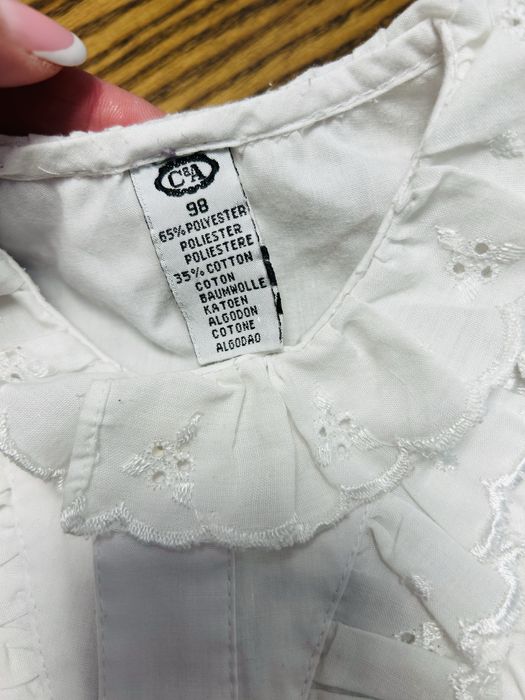 C&A
98
65% POLYESTER
POLIESTER
POLIESTERE
35% COTTON
COTON
BAUMWOLLE
KATOEN
ALGODON
COTONE
ALGODAO